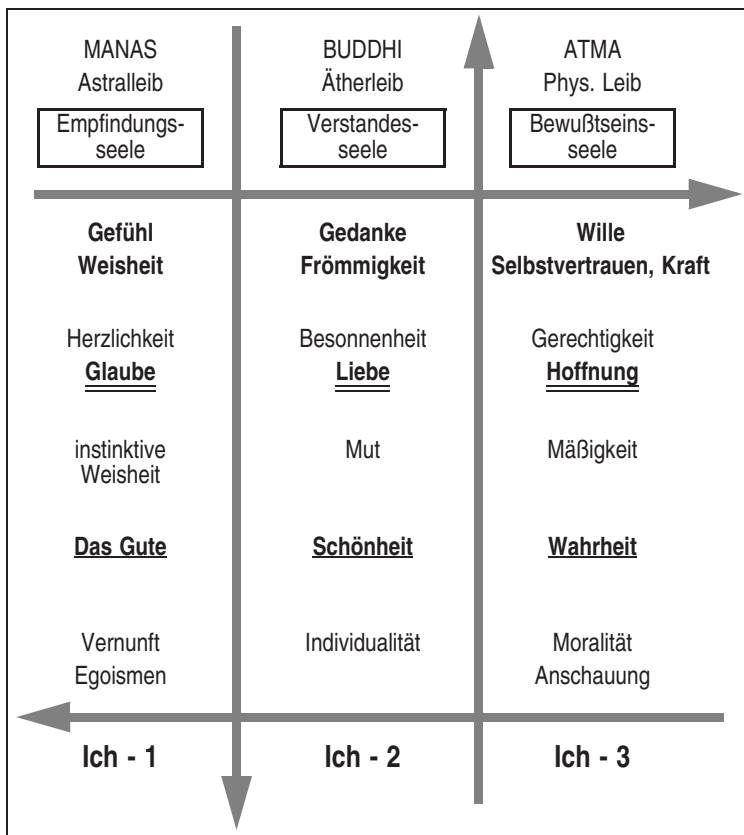 MANAS BUDDHI ATMA
Astralleib Ätherleib Phys. Leib
Empfindungs- Verstandes- Bewußtseins-
seele seele seele
Gefühl Gedanke Wille
Weisheit Frömmigkeit Selbstvertrauen, Kraft
Herzlichkeit Besonnenheit Gerechtigkeit
Glaube Liebe Hoffnung
instinktive Mut Mäßigkeit
Weisheit
Das Gute Schönheit Wahrheit
Vernunft Individualität Moralität
Egoismen Anschauung
Ich - 1 Ich - 2 Ich - 3